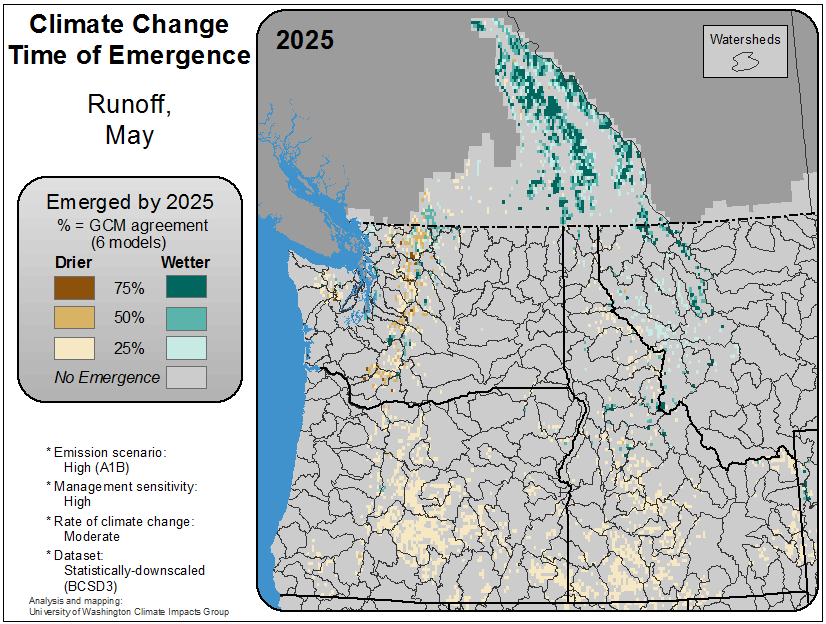 Climate Change
Time of Emergence
Runoff,
May
Emerged by 2025
% = GCM agreement
(6 models)
Drier Wetter
75%
50%
25%
No Emergence
* Emission scenario:
High (A1B)
* Management sensitivity:
High
* Rate of climate change:
Moderate
* Dataset:
Statistically-downscaled
(BCSD3)
Analysis and mapping:
University of Washington Climate Impacts Group
2025
Watersheds